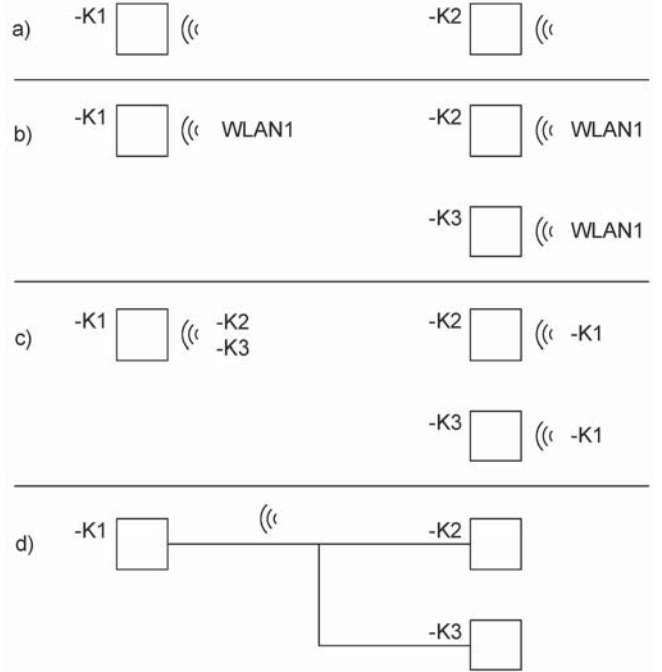 a) -K1 -K2
b) -K1 WLAN1 -K2 WLAN1
-K3 WLAN1
c) -K1 -K2 -K2 -K1
-K3
-K3 -K1
d) -K1 -K2
-K3